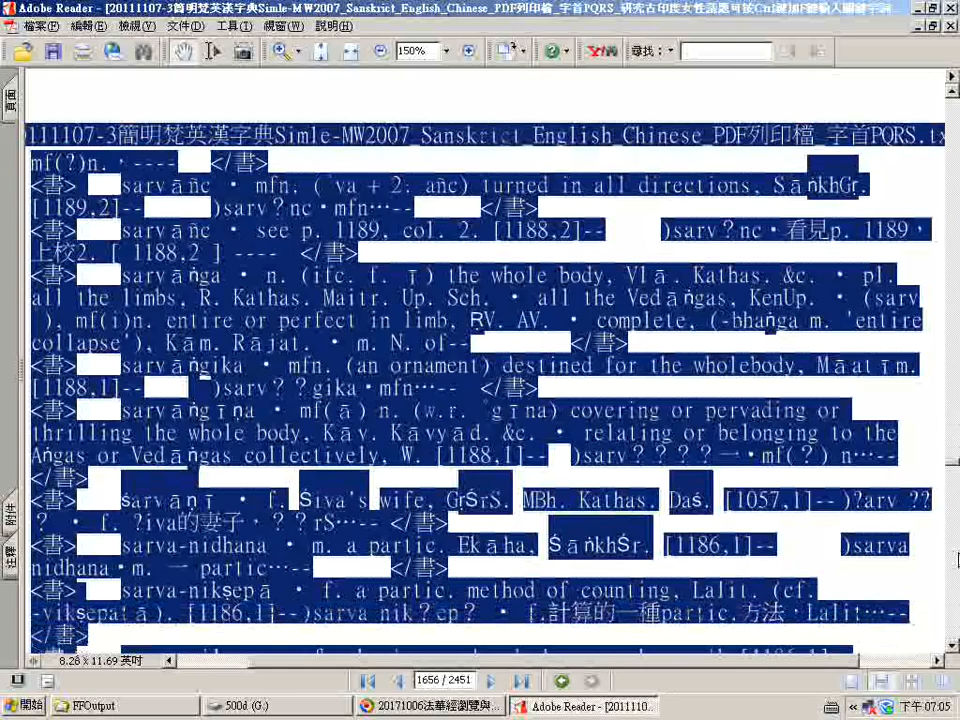 Adobe Reader - [20111107-3簡明梵英漢字典Simle-MW2007_Sanskrict_English_Chinese_PDF列印檔_字首PQRS_研究古印度女性議題可按Ctrl鍵加F鍵輸入關鍵字詞
檔案(F) 編輯(E) 檢視(V) 文件(D) 工具(T) 視窗(W) 說明(H)
150% 尋找:
頁面
111107-3簡明梵英漢字典Simle-MW2007_Sanskrict_English_Chinese_PDF列印檔_字首PQRS.tx
mf(?)n.，---- </書>
<書> sarvāñc · mfn. (˚va + 2. añc) turned in all directions, SāṅkhGṛ.
[1189,2]-- )sarv？nc·mfn…-- </書>
<書> sarvāñc · see p. 1189, col. 2. [1188,2]-- )sarv？nc·看見p. 1189，
上校2. [ 1188.2 ] ---- </書>
<書> sarvāṅga · n. (ifc. f. ī) the whole body, Vlā. Kathas. &c. · pl.
all the limbs, R. Kathas. Maitr. Up. Sch. · all the Vedāṅgas, KenUp. · (sarv
), mf(i)n. entire or perfect in limb, ṚV. AV. · complete, (-bhaṅga m. 'entire
collapse'), Kām. Rājat. · m. N. of-- </書>
<書> sarvāṅgika · mfn. (an ornament) destined for the wholebody, Māatīm.
[1188,1]-- )sarv？？gika·mfn…-- </書>
<書> sarvāṅgīṇa · mf(ā) n. (w.r. ˚gīna) covering or pervading or
thrilling the whole body, Kāv. Kāvyād. &c. · relating or belonging to the
Aṅgas or Vedāṅgas collectively, W. [1188,1]-- )sarv？？？？一·mf(？) n…--
</書>
<書> śarvāṇī · f. Śiva's wife, GṛŚrS. MBh. Kathas. Daś. [1057,1]-- )?arv ??
？ · f. ?iva的妻子，？？rS…-- </書>
<書> sarva-nidhana · m. a partic. Ekāha, ŚāṅkhŚr. [1186,1]-- )sarva
nidhana·m. 一 partic…-- </書>
<書> sarva-nikṣepā · f. a partic. method of counting, Lalit. (cf.
-vikṣepatā). [1186,1]--)sarva nik？ep？ · f.計算的一種partic.方法，Lalit…--
</書>
附件
注釋
8.26 x 11.69 英吋
1656 / 2451
開始 FFOutput 500d (G:) 20171006法華經瀏覽與... Adobe Reader - [2011110... 下午 07:05